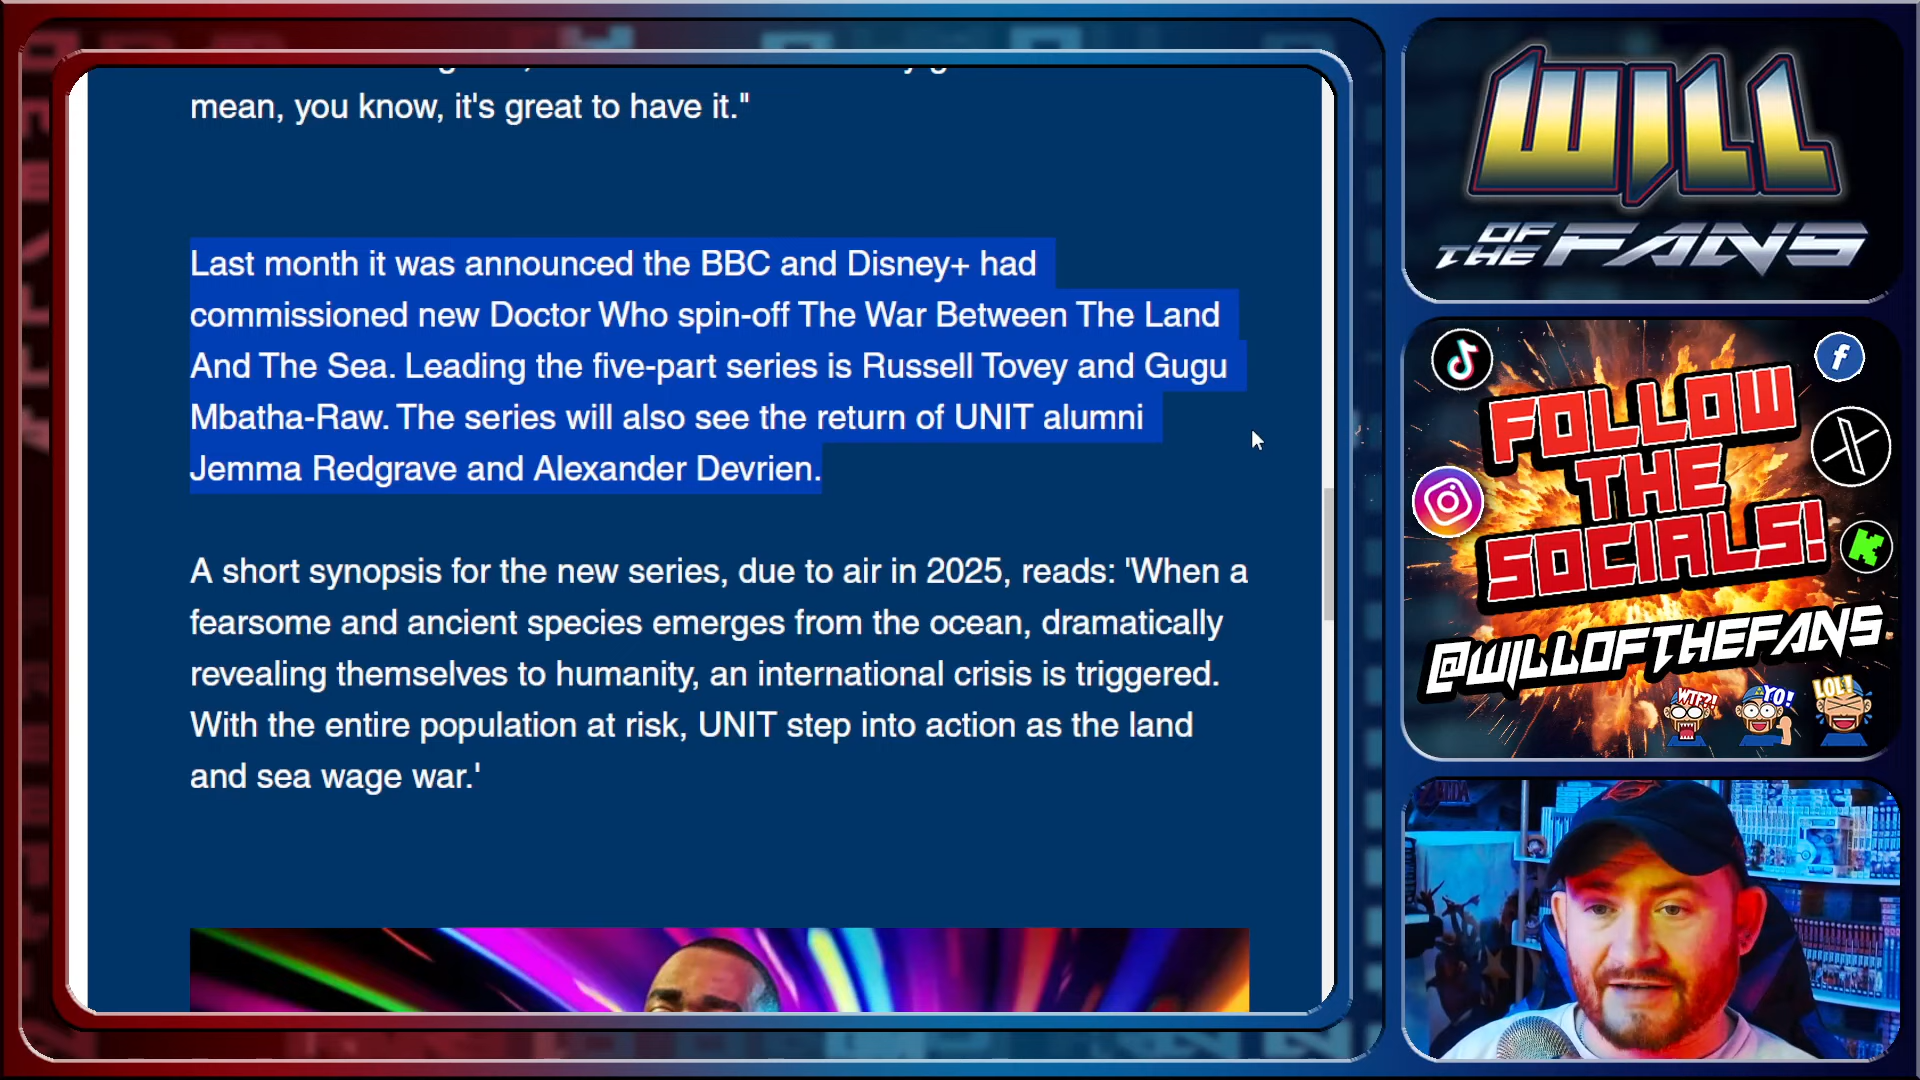 mean, you know, it's great to have it."
Last month it was announced the BBC and Disney+ had
commissioned new Doctor Who spin-off The War Between The Land
And The Sea. Leading the five-part series is Russell Tovey and Gugu
Mbatha-Raw. The series will also see the return of UNIT alumni
Jemma Redgrave and Alexander Devrien.
A short synopsis for the new series, due to air in 2025, reads: 'When a
fearsome and ancient species emerges from the ocean, dramatically
revealing themselves to humanity, an international crisis is triggered.
With the entire population at risk, UNIT step into action as the land
and sea wage war.'
WILL
OF
THE FANS
FOLLOW
THE
SOCIALS!
@WILLOFTHEFANS
WTF?!
YO!
LOL!